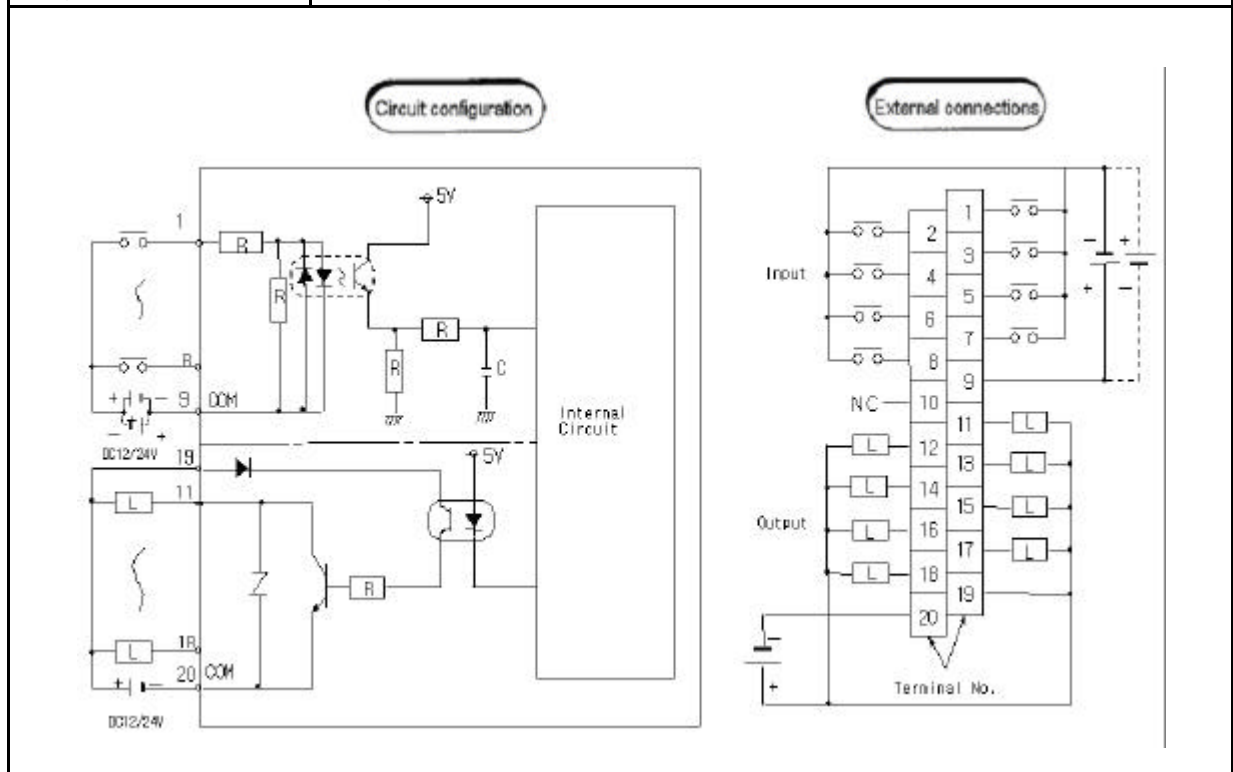 Circuit configuration
External connections
5V
1
R
R
R
R
C
8
+ −
9 COM
− +
DC12/24V
Internal
Circuit
19
5V
11
L
R
L
18
20 COM
+ −
DC12/24V
1
2
3
− +
Input
4
5
+ −
6
7
8
9
NC
10
11
L
L
12
13
L
L
14
15
L
Output
L
16
17
L
L
18
19
20
−
+
Terminal No.